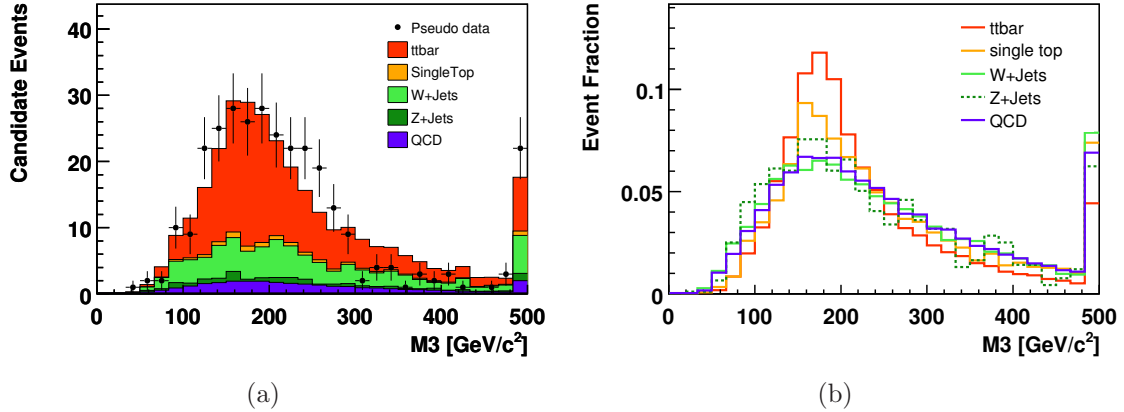 Candidate Events
40
30
20
10
0
Pseudo data
ttbar
SingleTop
W+Jets
Z+Jets
QCD
0 100 200 300 400 500
M3 [GeV/c²]
(a)
Event Fraction
0.1
0.05
0
ttbar
single top
W+Jets
Z+Jets
QCD
0 100 200 300 400 500
M3 [GeV/c²]
(b)